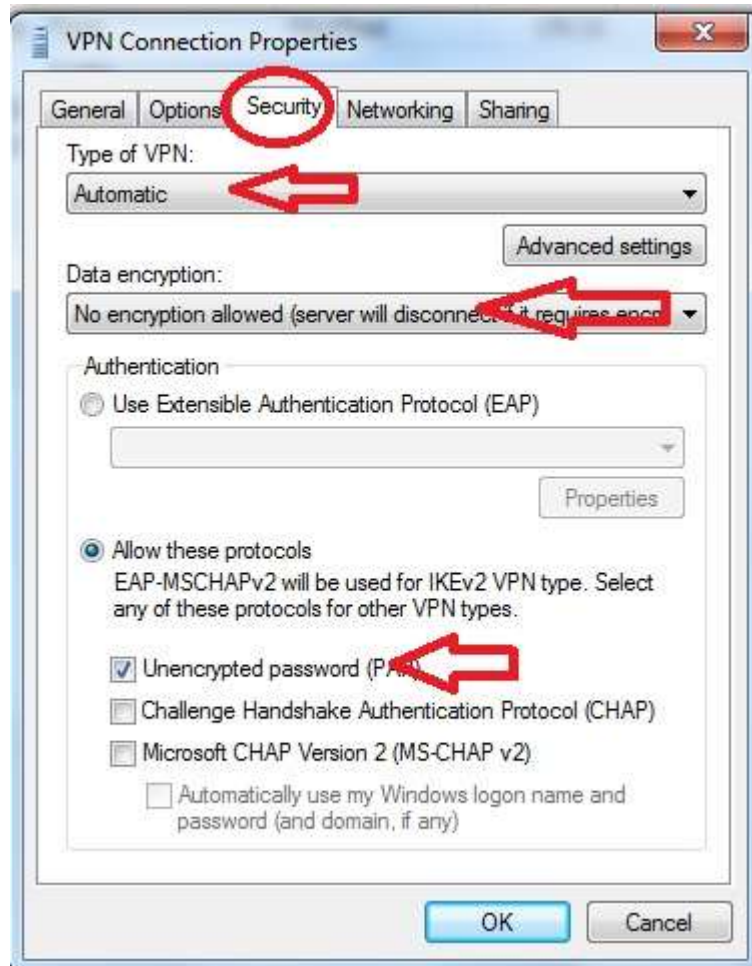 VPN Connection Properties
General Options Security Networking Sharing
Type of VPN:
Automatic
Advanced settings
Data encryption:
No encryption allowed (server will disconnect if it requires encr
Authentication
Use Extensible Authentication Protocol (EAP)
Properties
Allow these protocols
EAP-MSCHAPv2 will be used for IKEv2 VPN type. Select
any of these protocols for other VPN types.
Unencrypted password (PAP)
Challenge Handshake Authentication Protocol (CHAP)
Microsoft CHAP Version 2 (MS-CHAP v2)
Automatically use my Windows logon name and
password (and domain, if any)
OK Cancel